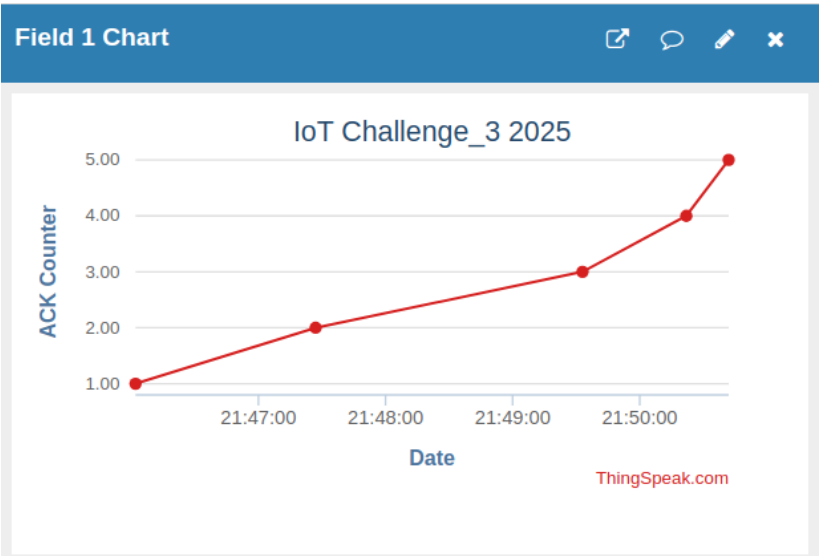 Field 1 Chart
IoT Challenge_3 2025
5.00
4.00
3.00
2.00
1.00
ACK Counter
21:47:00 21:48:00 21:49:00 21:50:00
Date
ThingSpeak.com